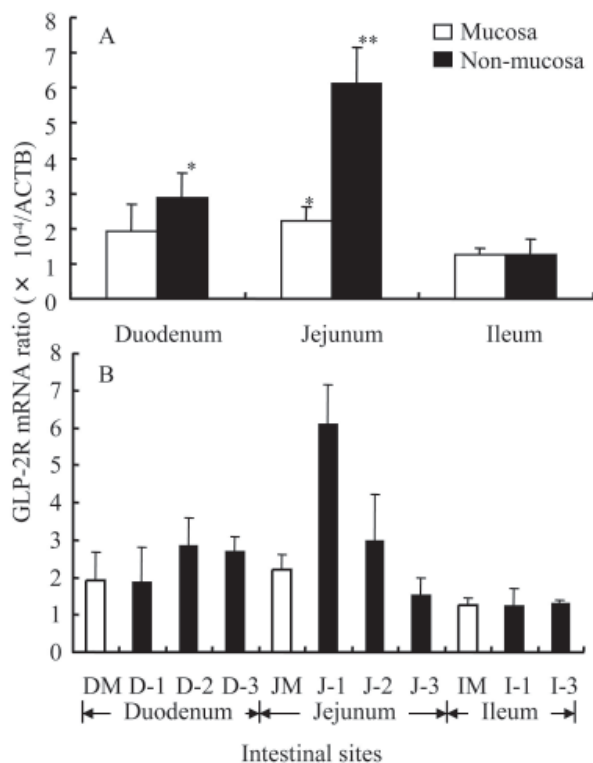 GLP-2R mRNA ratio (× 10⁻⁴/ACTB)
A
Mucosa
Non-mucosa
8
7
6
5
4
3
2
1
0
*
*
**
Duodenum Jejunum Ileum
B
8
7
6
5
4
3
2
1
0
DM D-1 D-2 D-3 JM J-1 J-2 J-3 IM I-1 I-3
Duodenum Jejunum Ileum
Intestinal sites